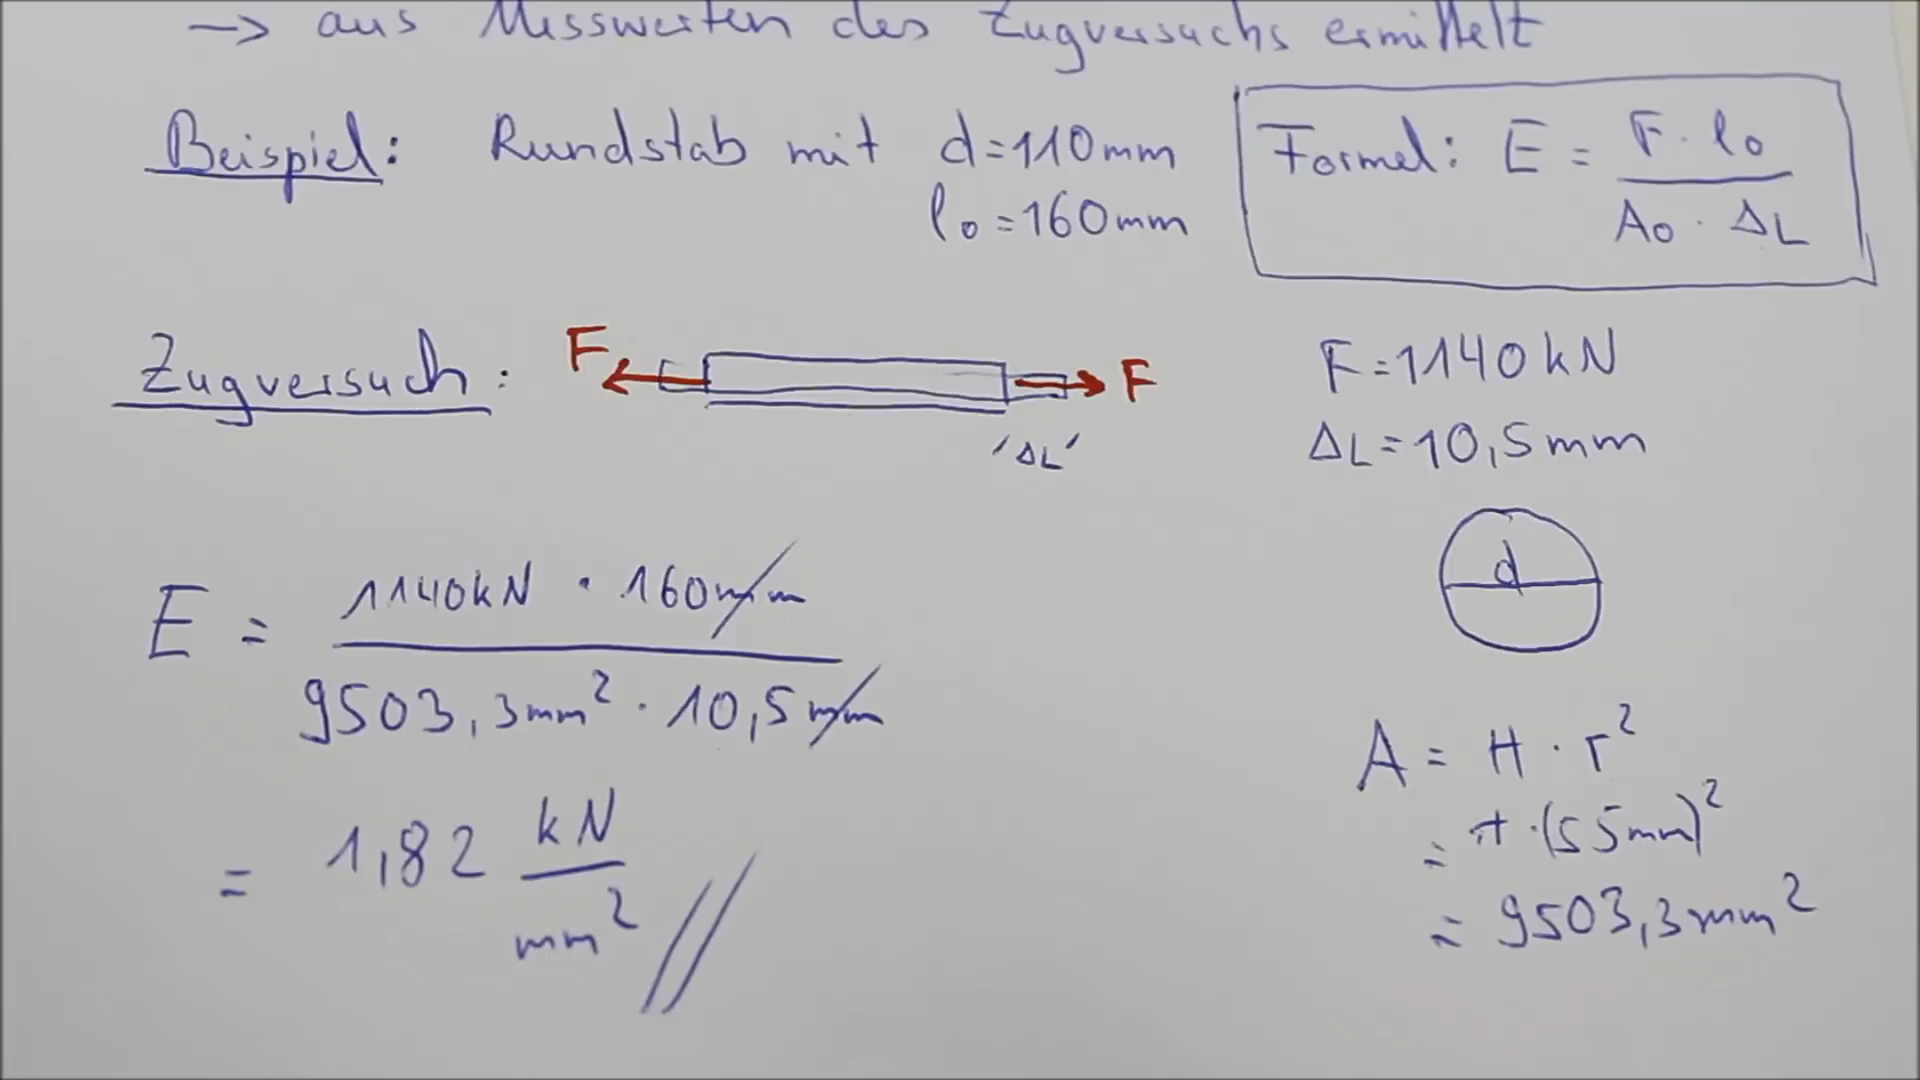 → aus Messwerten des Zugversuchs ermittelt
Beispiel: Rundstab mit d=110mm
l₀=160mm
Formel: E = F · l₀ / A₀ · ΔL
Zugversuch: F F
'ΔL'
F=1140kN
ΔL=10,5mm
d
E = 1140kN · 160mm / 9503,3mm² · 10,5mm
= 1,82 kN/mm²
A = π · r²
= π · (55mm)²
= 9503,3mm²